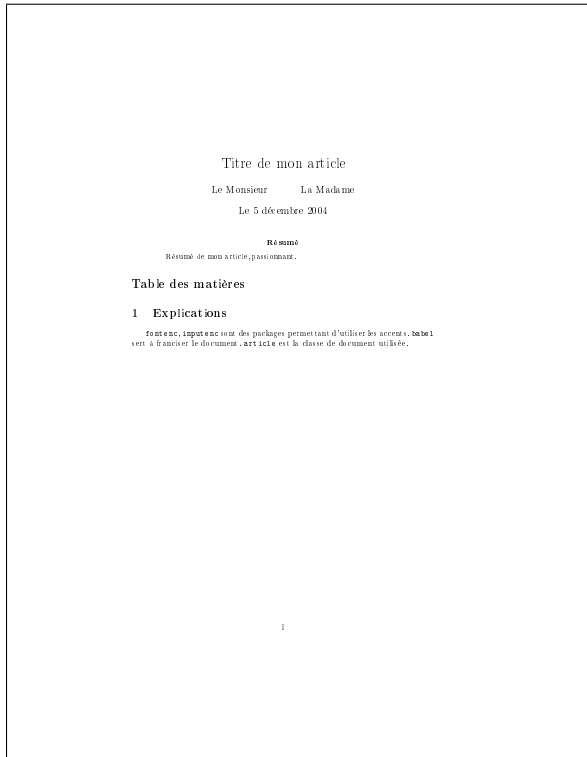 Titre de mon article
Le Monsieur La Madame
Le 5 décembre 2004
Résumé
Résumé de mon article, passionnant.
Table des matières
1 Explications
fontenc, inputenc sont des packages permettant d'utiliser les accents. babel
sert à franciser le document. article est la classe de document utilisée.
1